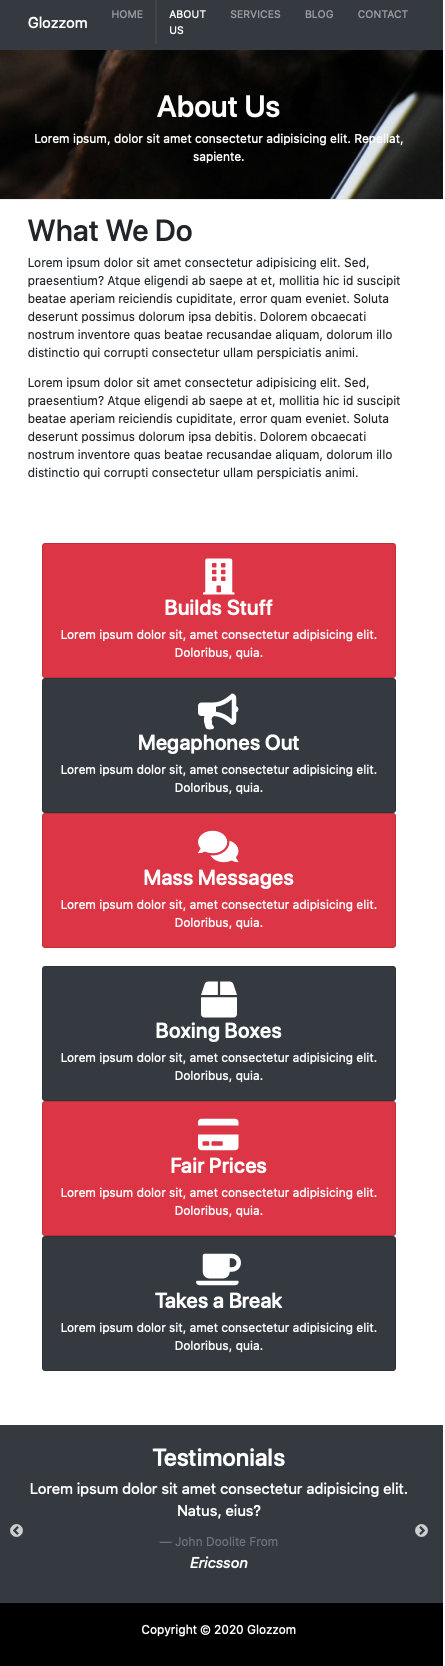 Glozzom
HOME
ABOUT
US
SERVICES
BLOG
CONTACT
About Us
Lorem ipsum, dolor sit amet consectetur adipisicing elit. Repellat,
sapiente.
What We Do
Lorem ipsum dolor sit amet consectetur adipisicing elit. Sed,
praesentium? Atque eligendi ab saepe at et, mollitia hic id suscipit
beatae aperiam reiciendis cupiditate, error quam eveniet. Soluta
deserunt possimus dolorum ipsa debitis. Dolorem obcaecati
nostrum inventore quas beatae recusandae aliquam, dolorum illo
distinctio qui corrupti consectetur ullam perspiciatis animi.
Lorem ipsum dolor sit amet consectetur adipisicing elit. Sed,
praesentium? Atque eligendi ab saepe at et, mollitia hic id suscipit
beatae aperiam reiciendis cupiditate, error quam eveniet. Soluta
deserunt possimus dolorum ipsa debitis. Dolorem obcaecati
nostrum inventore quas beatae recusandae aliquam, dolorum illo
distinctio qui corrupti consectetur ullam perspiciatis animi.
Builds Stuff
Lorem ipsum dolor sit, amet consectetur adipisicing elit.
Doloribus, quia.
Megaphones Out
Lorem ipsum dolor sit, amet consectetur adipisicing elit.
Doloribus, quia.
Mass Messages
Lorem ipsum dolor sit, amet consectetur adipisicing elit.
Doloribus, quia.
Boxing Boxes
Lorem ipsum dolor sit, amet consectetur adipisicing elit.
Doloribus, quia.
Fair Prices
Lorem ipsum dolor sit, amet consectetur adipisicing elit.
Doloribus, quia.
Takes a Break
Lorem ipsum dolor sit, amet consectetur adipisicing elit.
Doloribus, quia.
Testimonials
Lorem ipsum dolor sit amet consectetur adipisicing elit.
Natus, eius?
— John Doolite From
Ericsson
Copyright © 2020 Glozzom